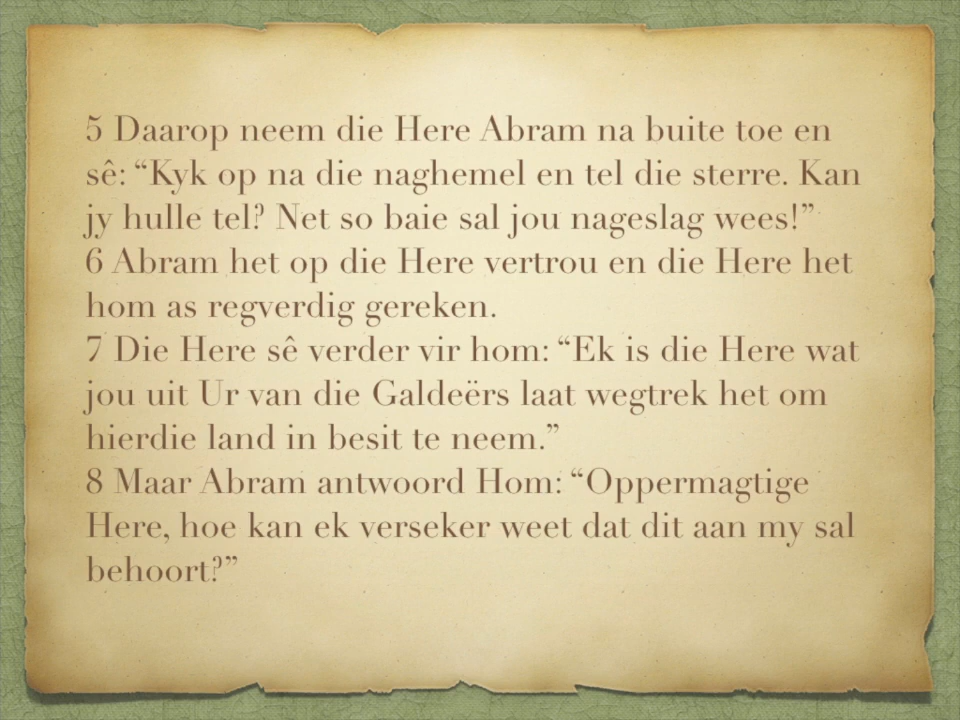 5 Daarop neem die Here Abram na buite toe en
sê: “Kyk op na die naghemel en tel die sterre. Kan
jy hulle tel? Net so baie sal jou nageslag wees!”
6 Abram het op die Here vertrou en die Here het
hom as regverdig gereken.
7 Die Here sê verder vir hom: “Ek is die Here wat
jou uit Ur van die Galdeërs laat wegtrek het om
hierdie land in besit te neem.”
8 Maar Abram antwoord Hom: “Oppermagtige
Here, hoe kan ek verseker weet dat dit aan my sal
behoort?”